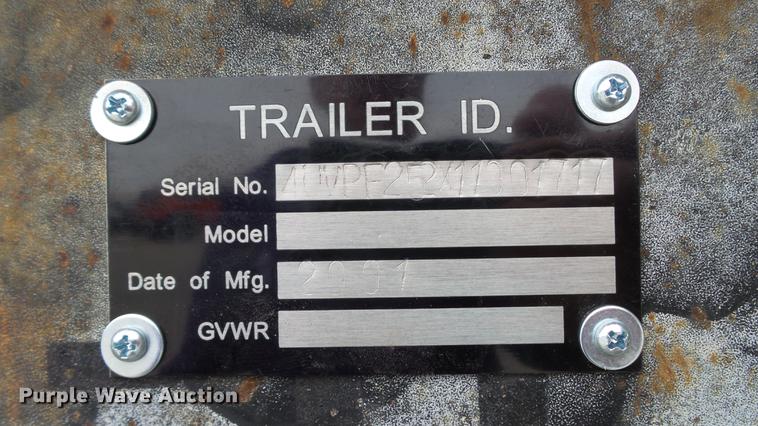 TRAILER ID.
Serial No.
Model
Date of Mfg. 2001
GVWR
Purple Wave Auction